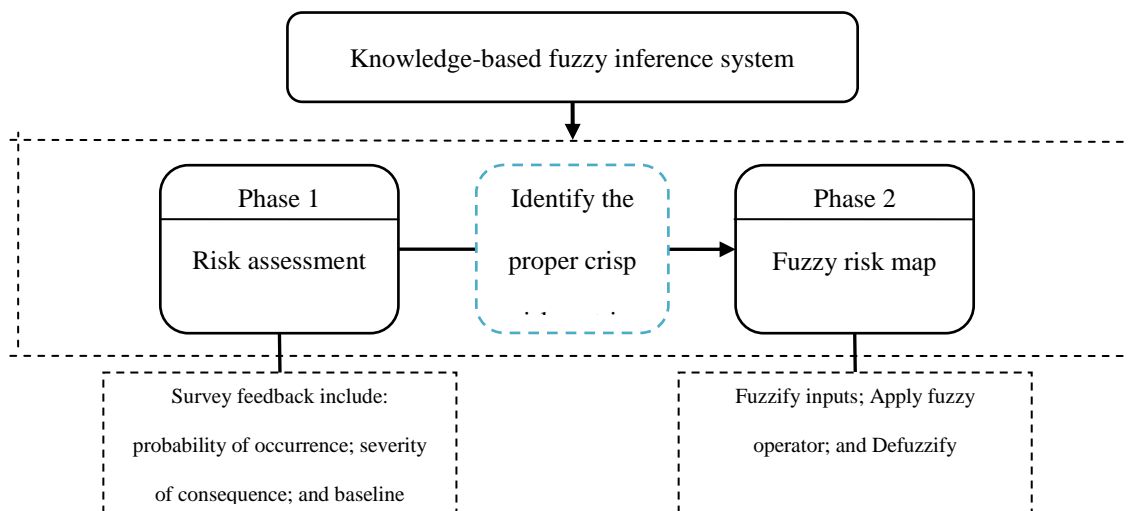 Knowledge-based fuzzy inference system
Phase 1
Risk assessment
Identify the
proper crisp
Phase 2
Fuzzy risk map
Survey feedback include:
probability of occurrence; severity
of consequence; and baseline
Fuzzify inputs; Apply fuzzy
operator; and Defuzzify